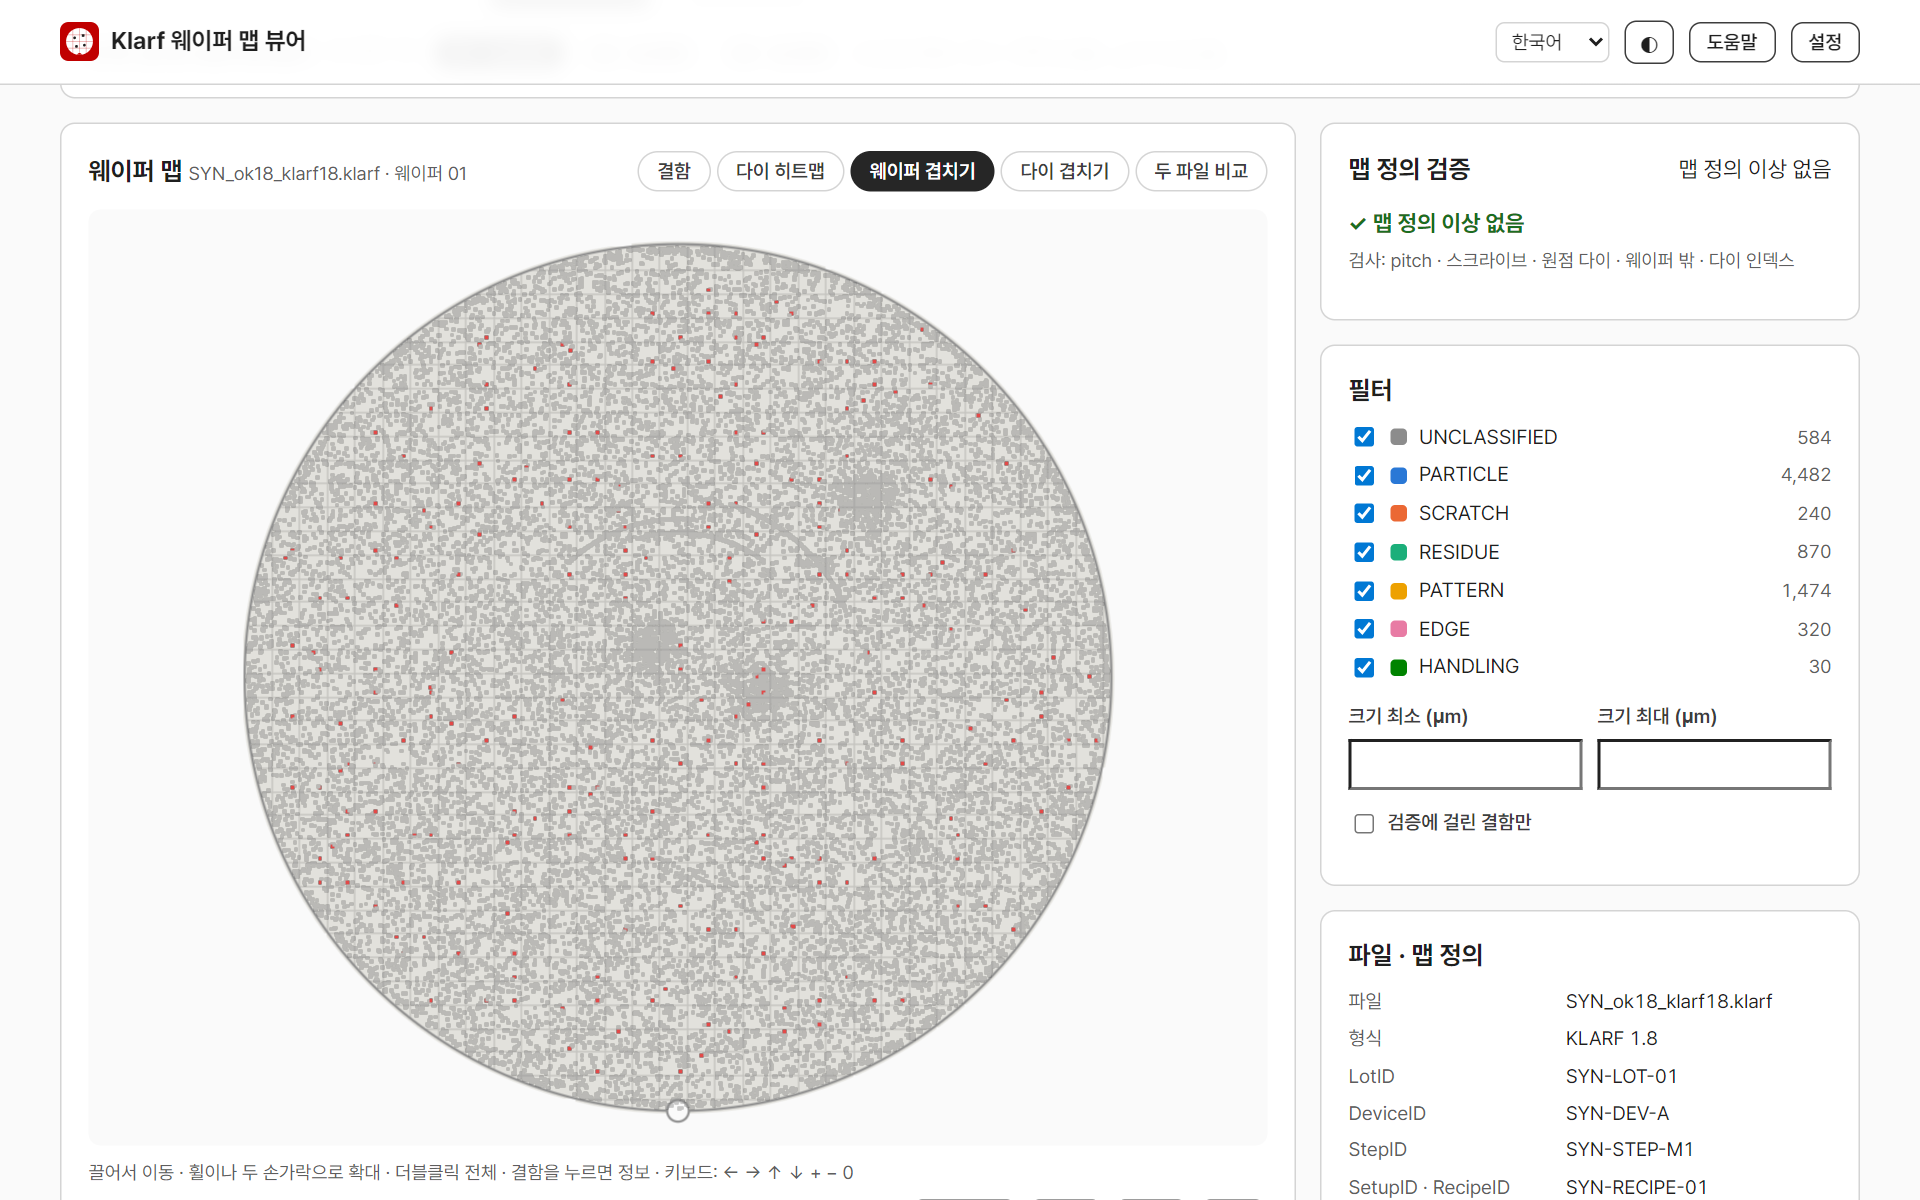 Klarf 웨이퍼 맵 뷰어
한국어
도움말
설정
웨이퍼 맵 SYN_ok18_klarf18.klarf · 웨이퍼 01
결함
다이 히트맵
웨이퍼 겹치기
다이 겹치기
두 파일 비교
끌어서 이동 · 휠이나 두 손가락으로 확대 · 더블클릭 전체 · 결함을 누르면 정보 · 키보드: ← → ↑ ↓ + − 0
맵 정의 검증
맵 정의 이상 없음
✓ 맵 정의 이상 없음
검사: pitch · 스크라이브 · 원점 다이 · 웨이퍼 밖 · 다이 인덱스
필터
UNCLASSIFIED 584
PARTICLE 4,482
SCRATCH 240
RESIDUE 870
PATTERN 1,474
EDGE 320
HANDLING 30
크기 최소 (μm)
크기 최대 (μm)
검증에 걸린 결함만
파일 · 맵 정의
파일 SYN_ok18_klarf18.klarf
형식 KLARF 1.8
LotID SYN-LOT-01
DeviceID SYN-DEV-A
StepID SYN-STEP-M1
SetupID · RecipeID SYN-RECIPE-01